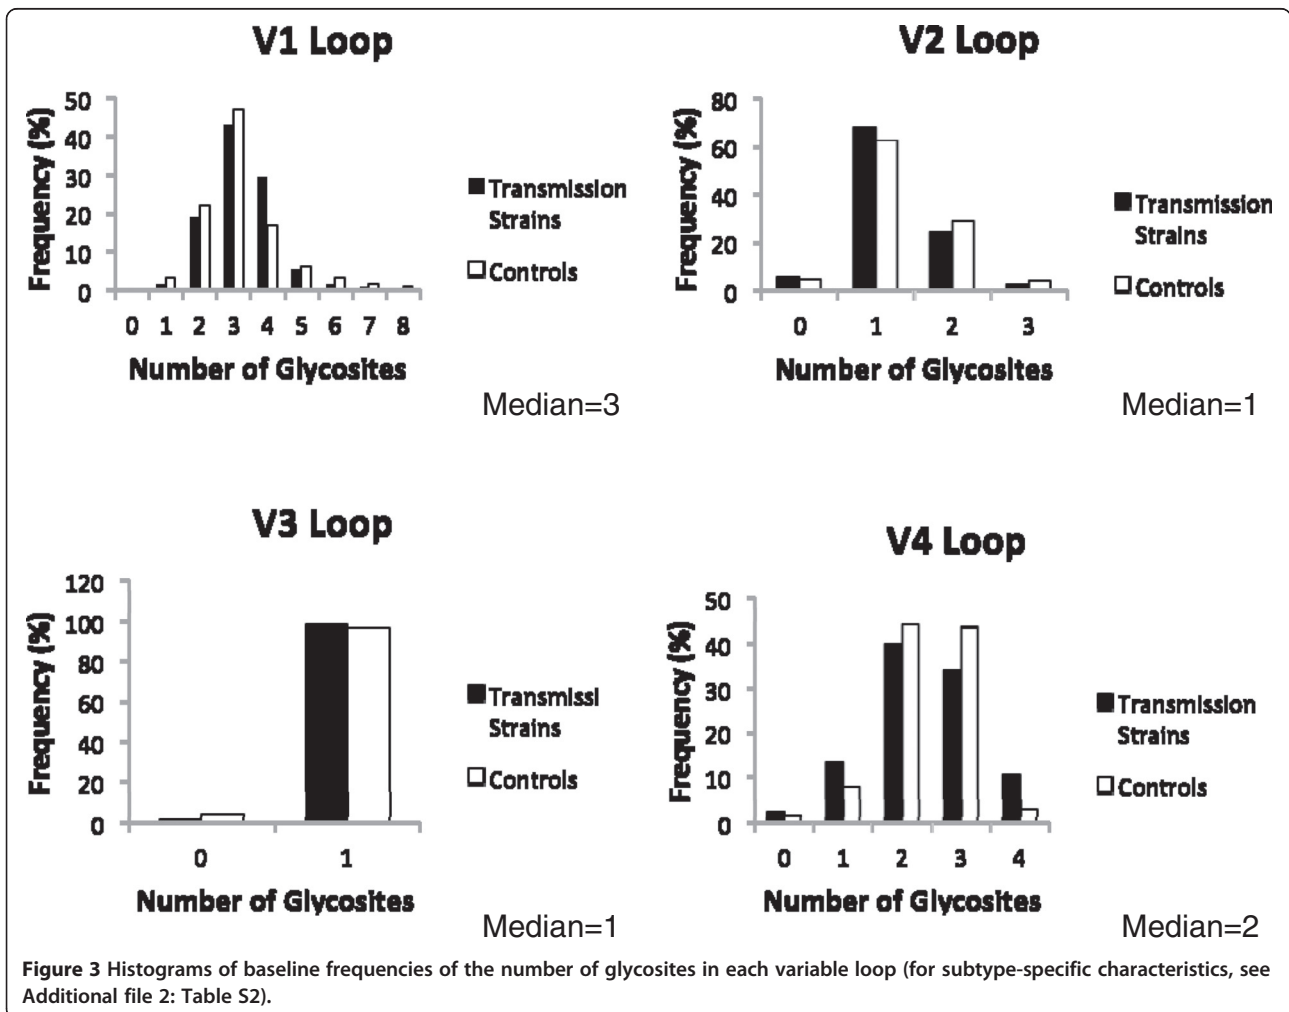 V1 Loop
50
40
30
20
10
0
Frequency (%)
0 1 2 3 4 5 6 7 8
Number of Glycosites
Transmission
Strains
Controls
Median=3
V2 Loop
80
60
40
20
0
Frequency (%)
0 1 2 3
Number of Glycosites
Transmission
Strains
Controls
Median=1
V3 Loop
120
100
80
60
40
20
0
Frequency (%)
0 1
Number of Glycosites
Transmissi
Strains
Controls
Median=1
V4 Loop
50
40
30
20
10
0
Frequency (%)
0 1 2 3 4
Number of Glycosites
Transmission
Strains
Controls
Median=2
Figure 3 Histograms of baseline frequencies of the number of glycosites in each variable loop (for subtype-specific characteristics, see
Additional file 2: Table S2).